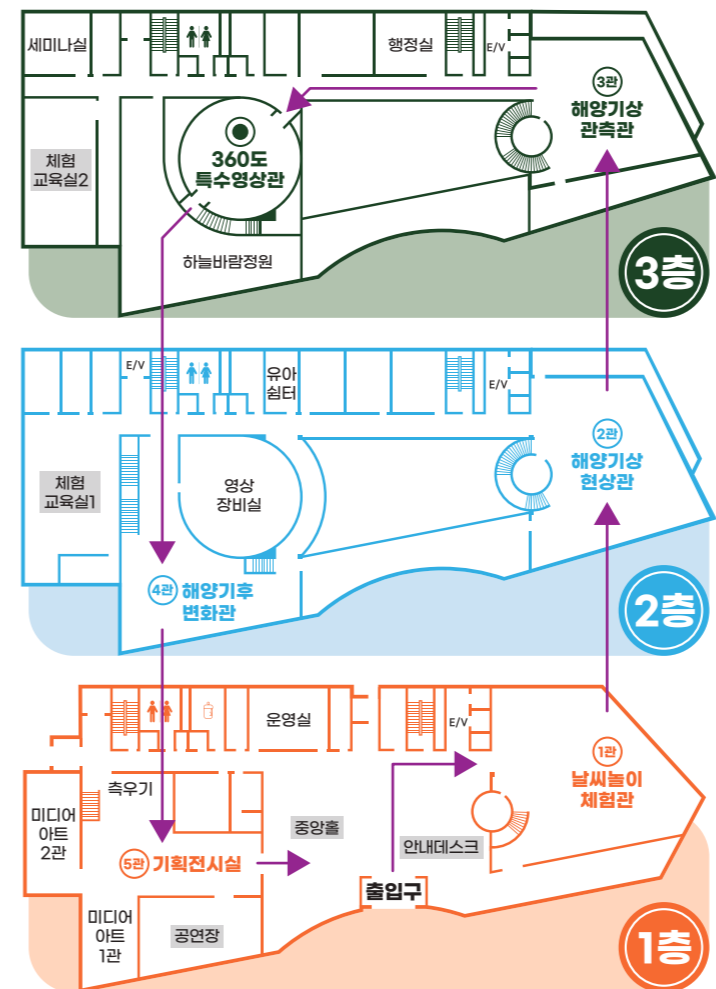 세미나실
행정실
E/V
3관
해양기상
관측관
360도
특수영상관
체험
교육실2
하늘바람정원
3층
E/V
유아
쉼터
E/V
2관
해양기상
현상관
체험
교육실1
영상
장비실
4관 해양기후
변화관
2층
운영실
E/V
1관
날씨놀이
체험관
측우기
미디어
아트
2관
중앙홀
안내데스크
5관 기획전시실
출입구
미디어
아트
1관
공연장
1층